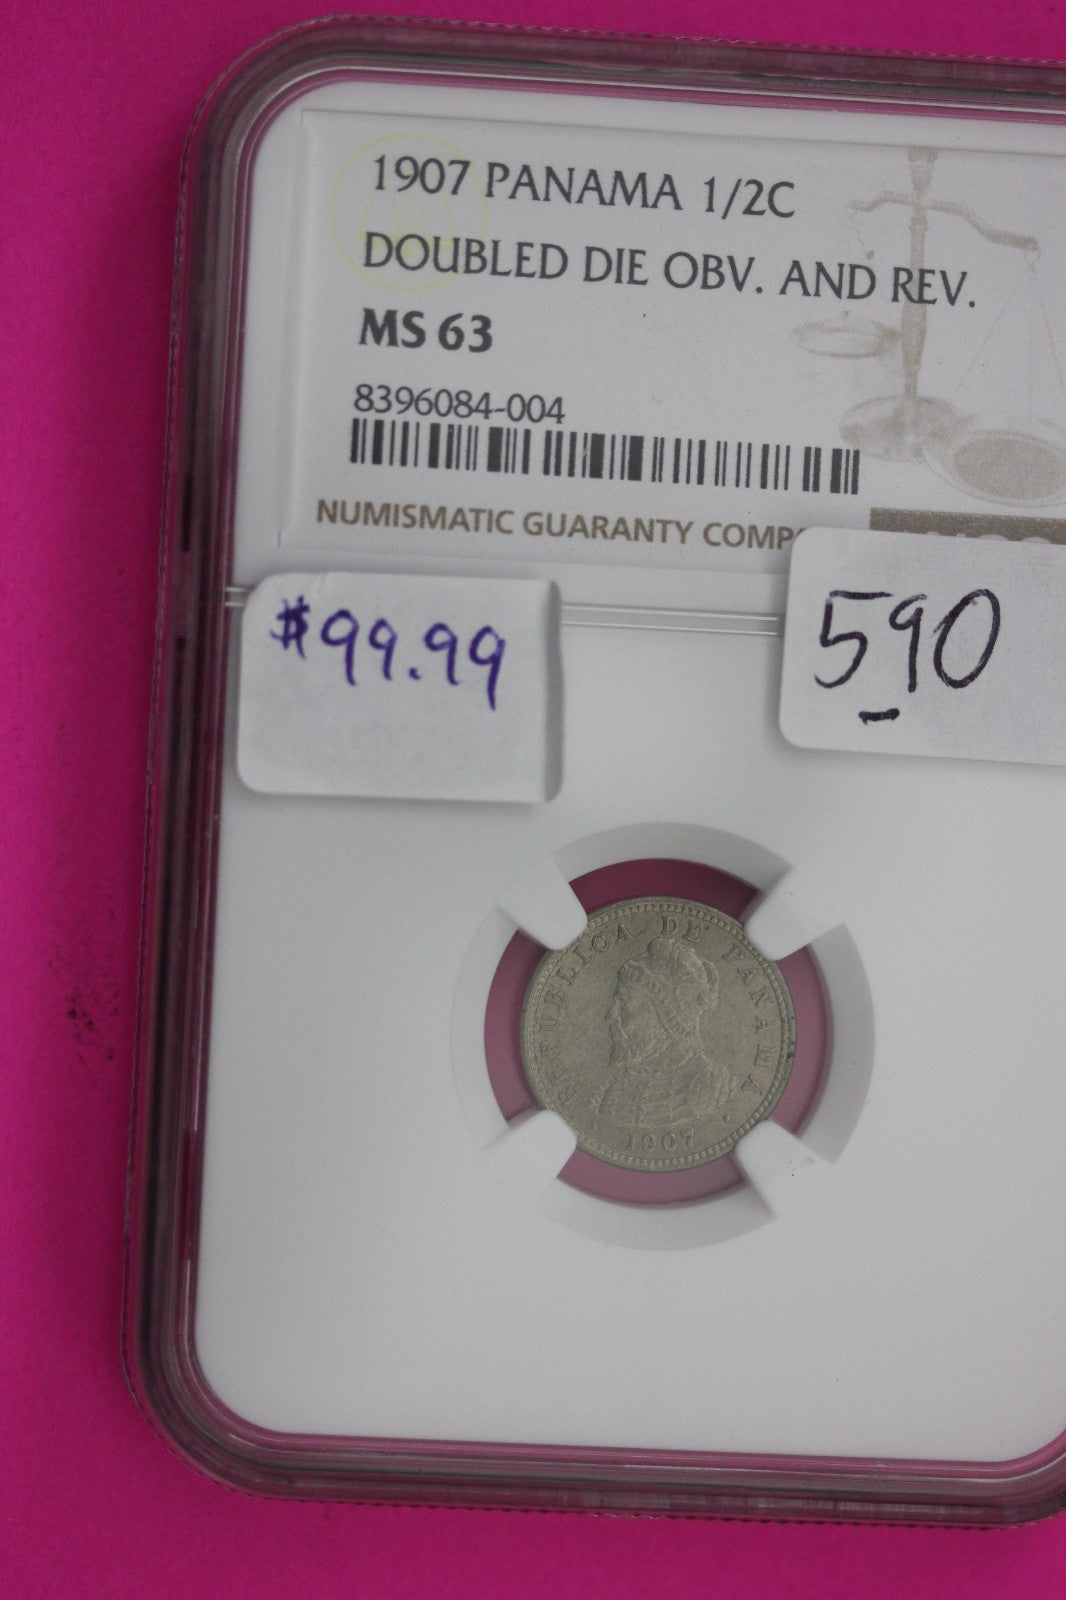 1907 PANAMA 1/2C
DOUBLED DIE OBV. AND REV.
MS 63
8396084-004
NUMISMATIC GUARANTY COMP
$99.99
590
REPUBLICA DE PANAMA
1907